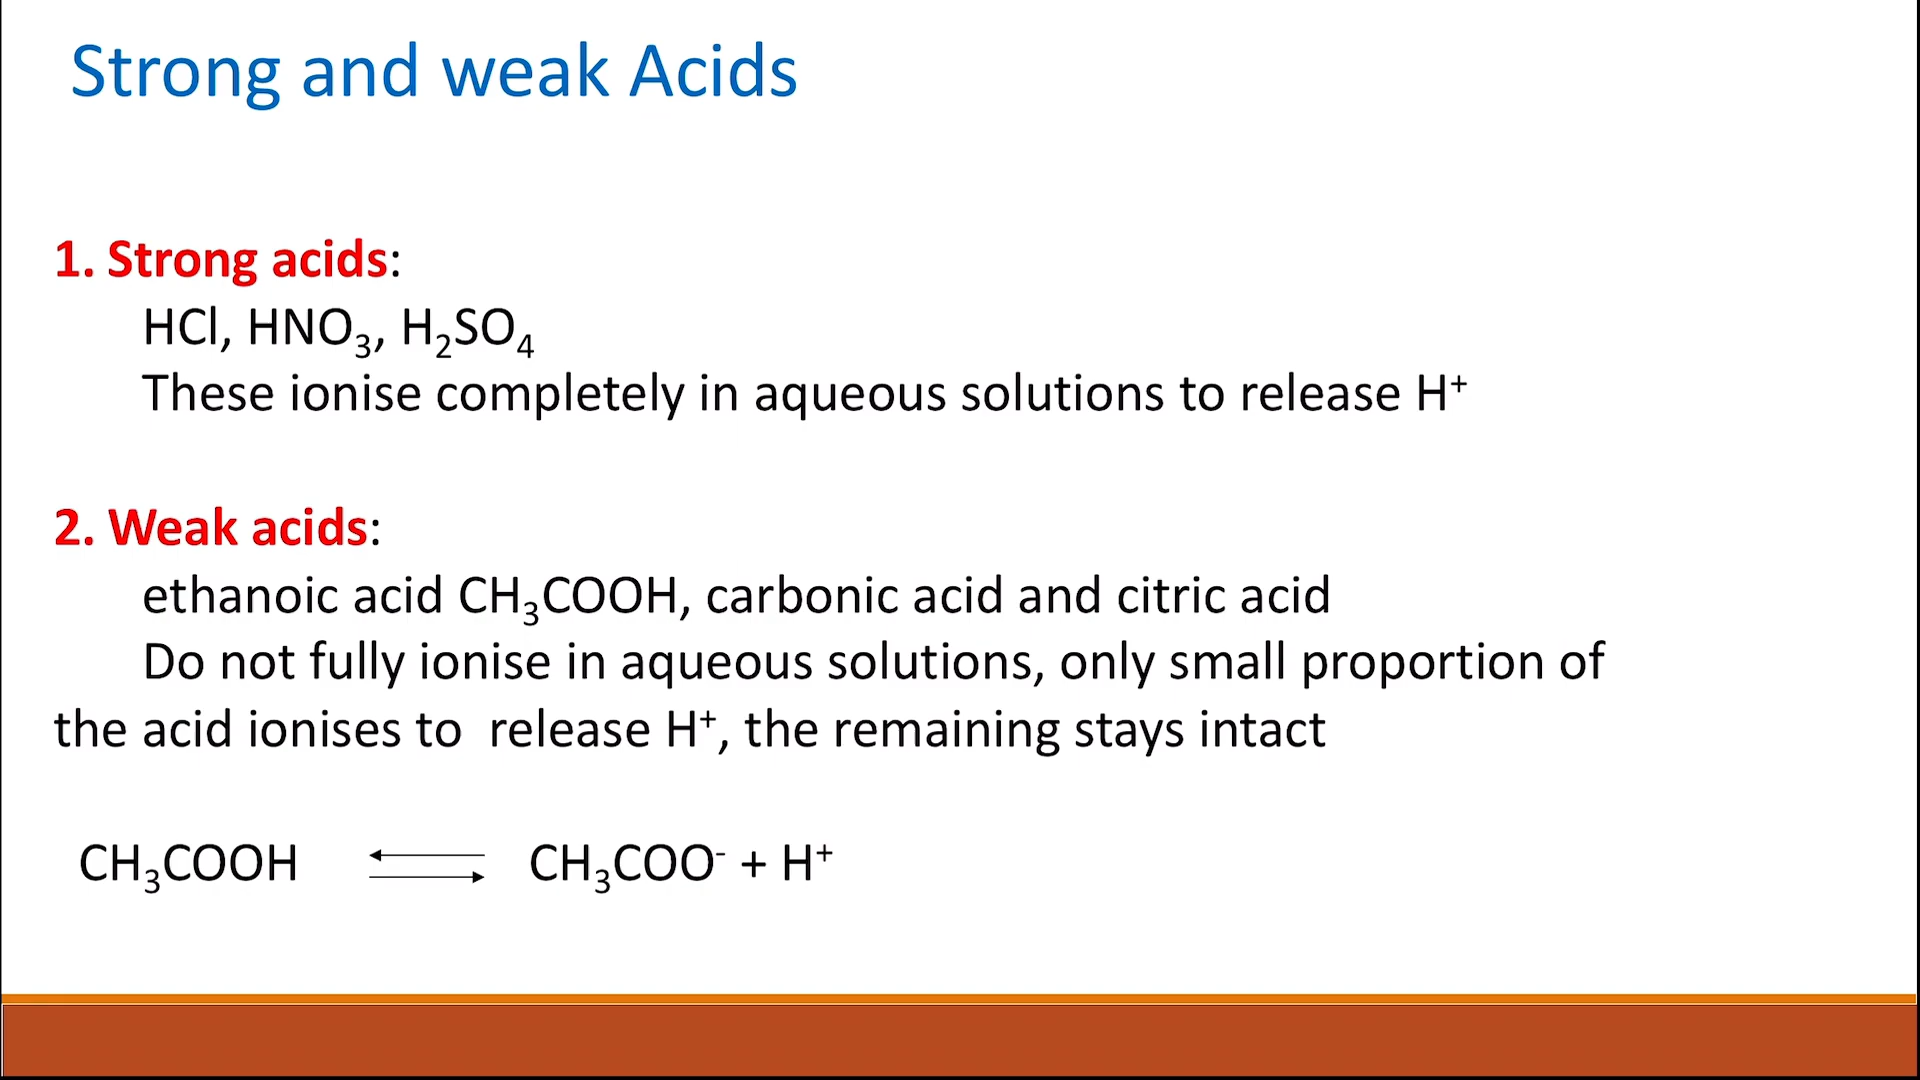 Strong and weak Acids
1. Strong acids:
HCl, HNO₃, H₂SO₄
These ionise completely in aqueous solutions to release H⁺
2. Weak acids:
ethanoic acid CH₃COOH, carbonic acid and citric acid
Do not fully ionise in aqueous solutions, only small proportion of
the acid ionises to  release H⁺, the remaining stays intact
CH₃COOH ⇆ CH₃COO⁻ + H⁺